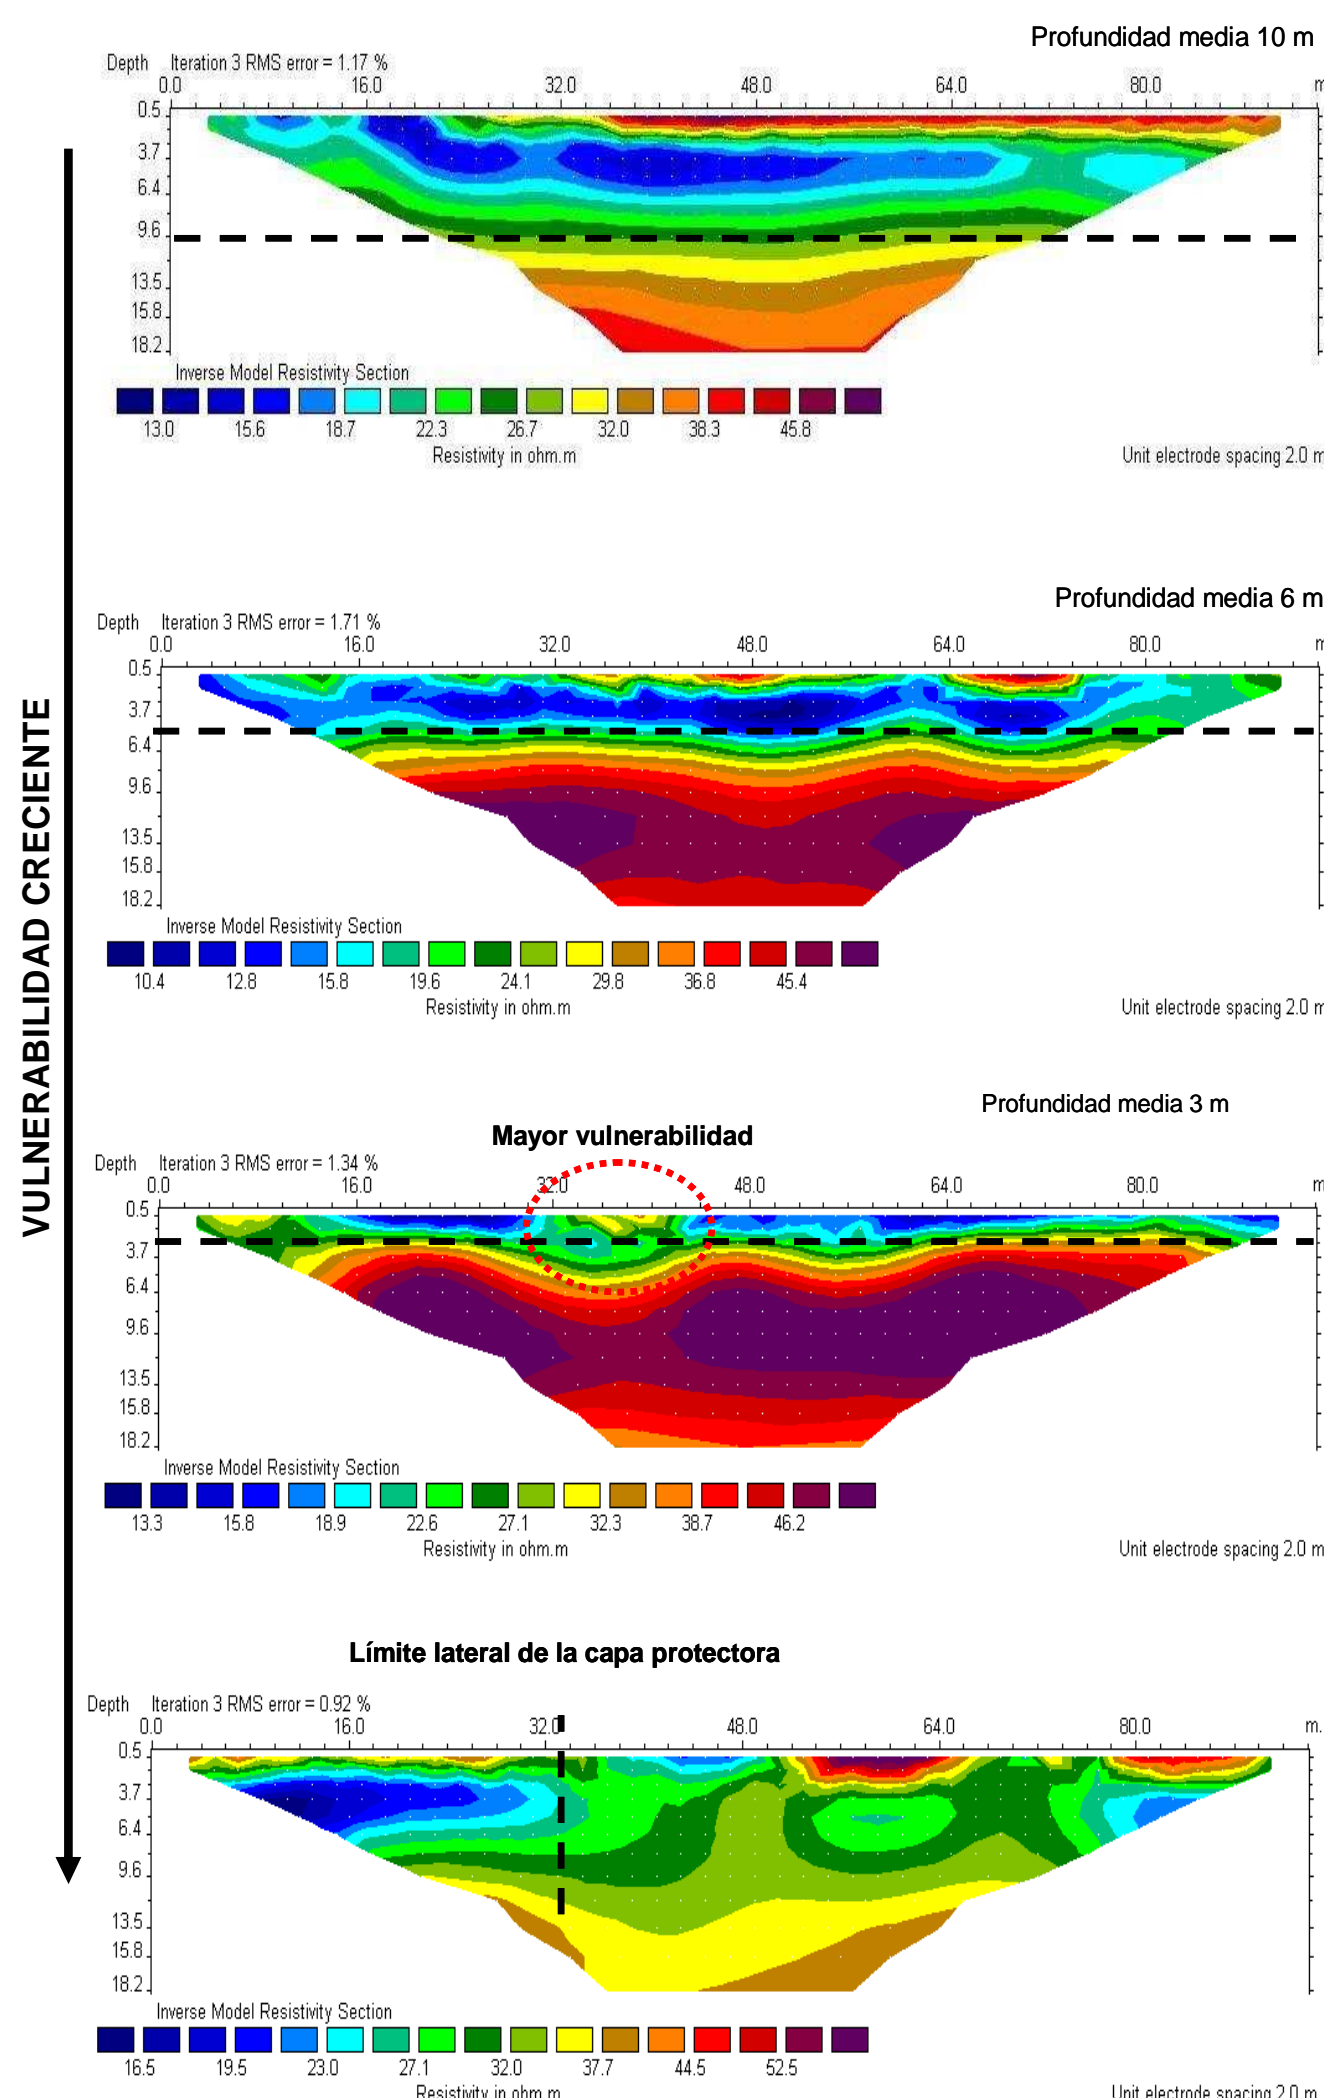 Profundidad media 10 m
Depth Iteration 3 RMS error = 1.17 %
0.0 16.0 32.0 48.0 64.0 80.0 m
0.5
3.7
6.4
9.6
13.5
15.8
18.2
Inverse Model Resistivity Section
13.0 15.6 18.7 22.3 26.7 32.0 38.3 45.8
Resistivity in ohm.m
Unit electrode spacing 2.0 m
Profundidad media 6 m
Depth Iteration 3 RMS error = 1.71 %
0.0 16.0 32.0 48.0 64.0 80.0 m
0.5
3.7
6.4
9.6
13.5
15.8
18.2
Inverse Model Resistivity Section
10.4 12.8 15.8 19.6 24.1 29.8 36.8 45.4
Resistivity in ohm.m
Unit electrode spacing 2.0 m
VULNERABILIDAD CRECIENTE
Profundidad media 3 m
Mayor vulnerabilidad
Depth Iteration 3 RMS error = 1.34 %
0.0 16.0 32.0 48.0 64.0 80.0 m
0.5
3.7
6.4
9.6
13.5
15.8
18.2
Inverse Model Resistivity Section
13.3 15.8 18.9 22.6 27.1 32.3 38.7 46.2
Resistivity in ohm.m
Unit electrode spacing 2.0 m
Límite lateral de la capa protectora
Depth Iteration 3 RMS error = 0.92 %
0.0 16.0 32.0 48.0 64.0 80.0 m.
0.5
3.7
6.4
9.6
13.5
15.8
18.2
Inverse Model Resistivity Section
16.5 19.5 23.0 27.1 32.0 37.7 44.5 52.5
Resistivity in ohm.m
Unit electrode spacing 2.0 m